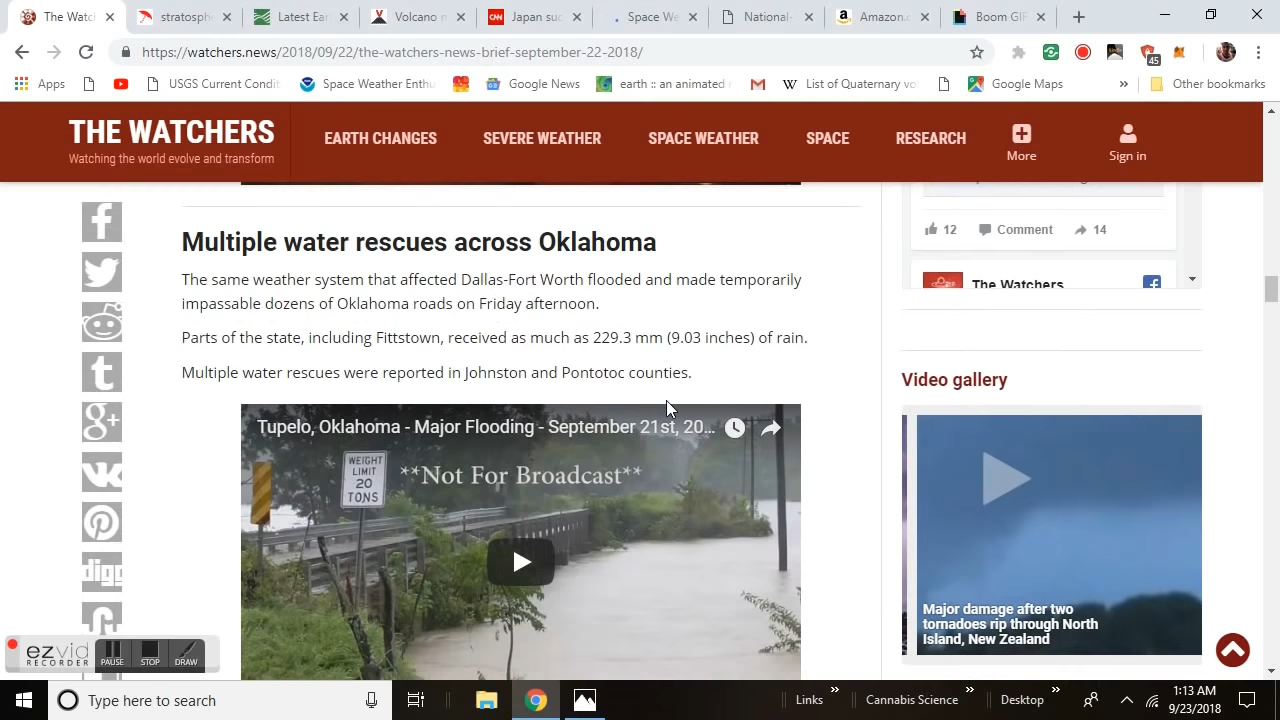 The Watc
stratosph
Latest Ear
Volcano n
CNN
Japan suc
Space We
National-
Amazon.c
Boom GIF
https://watchers.news/2018/09/22/the-watchers-news-brief-september-22-2018/
45
Apps
USGS Current Condit
Space Weather Enthu
Google News
earth :: an animated
List of Quaternary vo
Google Maps
»
Other bookmarks
THE WATCHERS
Watching the world evolve and transform
EARTH CHANGES
SEVERE WEATHER
SPACE WEATHER
SPACE
RESEARCH
More
Sign in
12
Comment
14
The Watchers
Multiple water rescues across Oklahoma
The same weather system that affected Dallas-Fort Worth flooded and made temporarily
impassable dozens of Oklahoma roads on Friday afternoon.
Parts of the state, including Fittstown, received as much as 229.3 mm (9.03 inches) of rain.
Multiple water rescues were reported in Johnston and Pontotoc counties.
Tupelo, Oklahoma - Major Flooding - September 21st, 20...
**Not For Broadcast**
WEIGHT
LIMIT
20
TONS
Video gallery
Major damage after two
tornadoes rip through North
Island, New Zealand
digg
ezvid
RECORDER
PAUSE
STOP
DRAW
Type here to search
Links »
Cannabis Science »
Desktop »
1:13 AM
9/23/2018